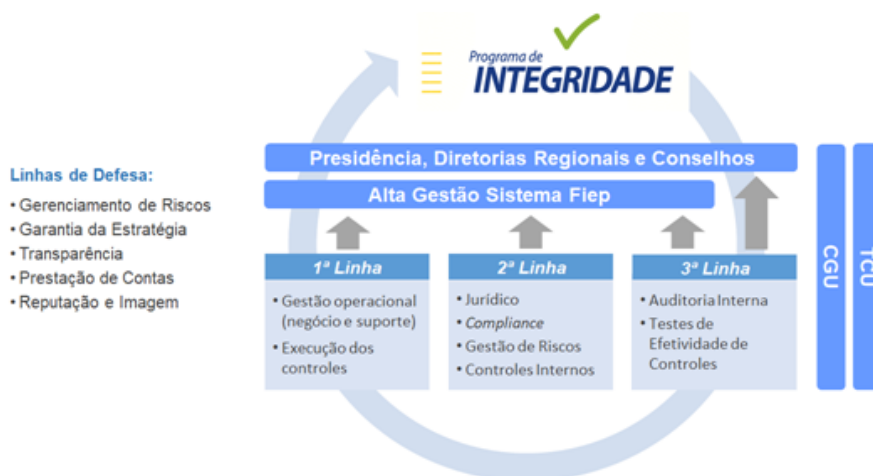 Programa de
INTEGRIDADE
Presidência, Diretorias Regionais e Conselhos
Alta Gestão Sistema Fiep
Linhas de Defesa:
• Gerenciamento de Riscos
• Garantia da Estratégia
• Transparência
• Prestação de Contas
• Reputação e Imagem
1ª Linha
• Gestão operacional
(negócio e suporte)
• Execução dos
controles
2ª Linha
• Jurídico
• Compliance
• Gestão de Riscos
• Controles Internos
3ª Linha
• Auditoria Interna
• Testes de
Efetividade de
Controles
CGU
TCU